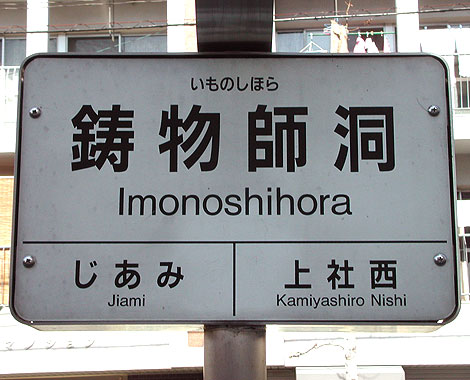 いものしほら
鋳物師洞
Imonoshihora
じあみ
Jiami
上社西
Kamiyashiro Nishi